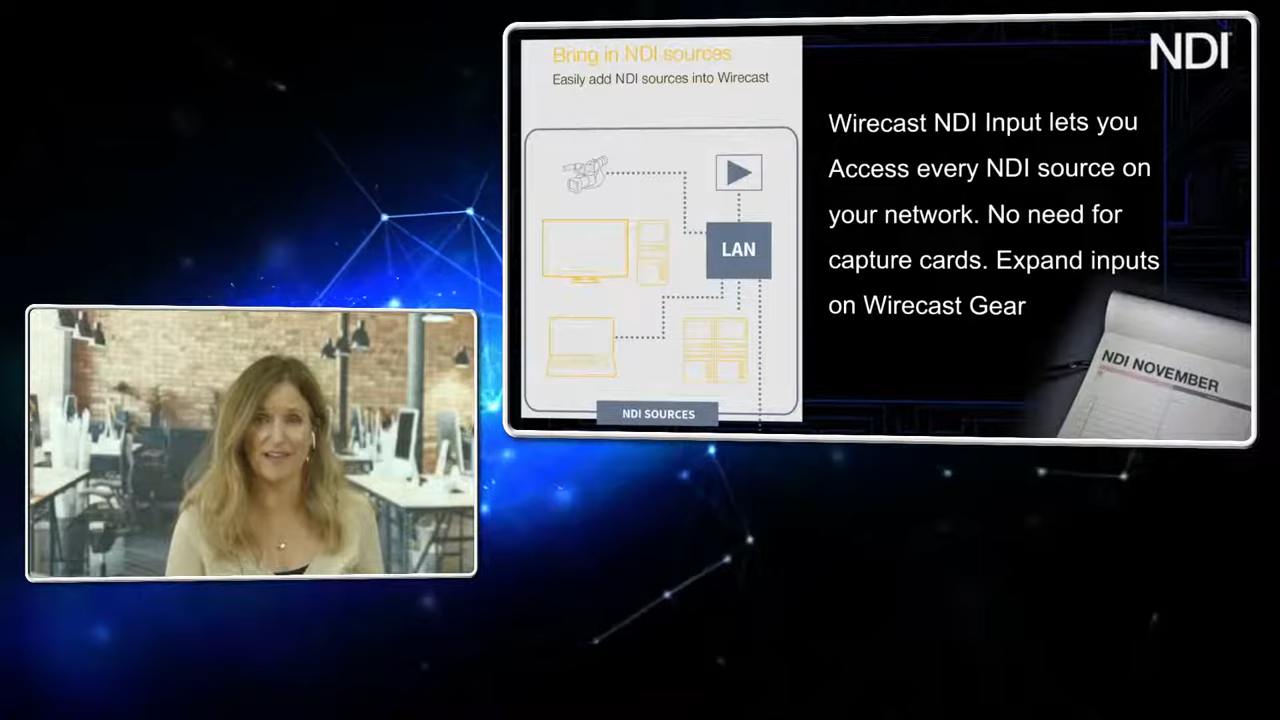 Bring in NDI sources
Easily add NDI sources into Wirecast
LAN
NDI SOURCES
NDI
Wirecast NDI Input lets you
Access every NDI source on
your network. No need for
capture cards. Expand inputs
on Wirecast Gear
NDI NOVEMBER